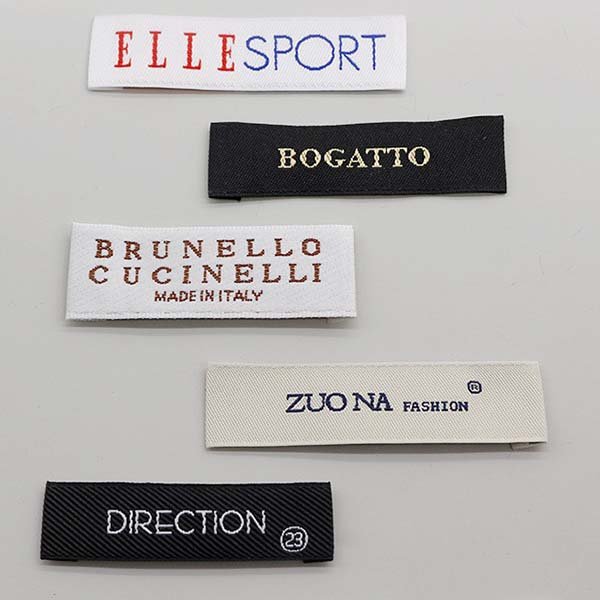 ELLESPORT
BOGATTO
BRUNELLO
CUCINELLI
MADE IN ITALY
ZUO NA FASHION ®
DIRECTION 23